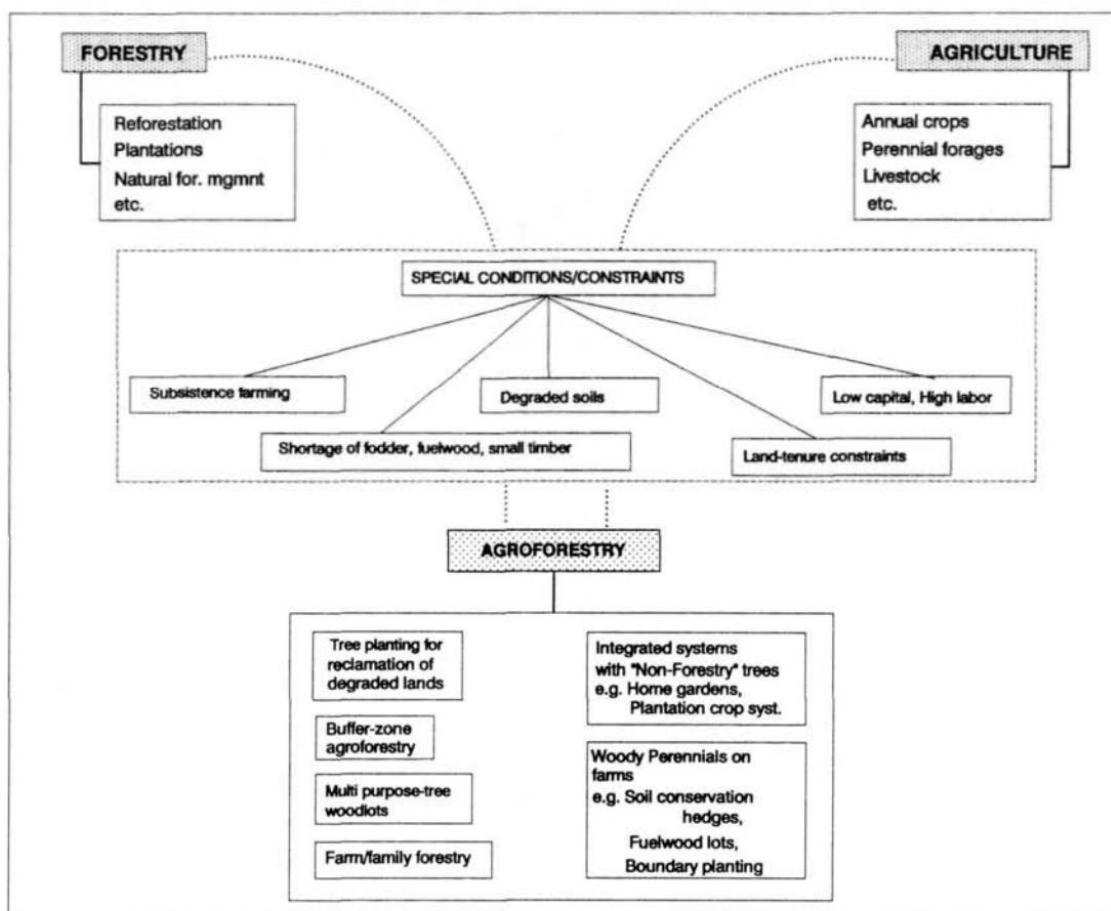 FORESTRY
Reforestation
Plantations
Natural for. mgmnt
etc.
AGRICULTURE
Annual crops
Perennial forages
Livestock
etc.
SPECIAL CONDITIONS/CONSTRAINTS
Subsistence farming
Degraded soils
Low capital, High labor
Shortage of fodder, fuelwood, small timber
Land-tenure constraints
AGROFORESTRY
Tree planting for
reclamation of
degraded lands
Buffer-zone
agroforestry
Multi purpose-tree
woodlots
Farm/family forestry
Integrated systems
with "Non-Forestry" trees
e.g. Home gardens,
Plantation crop syst.
Woody Perennials on
farms
e.g. Soil conservation
hedges,
Fuelwood lots,
Boundary planting